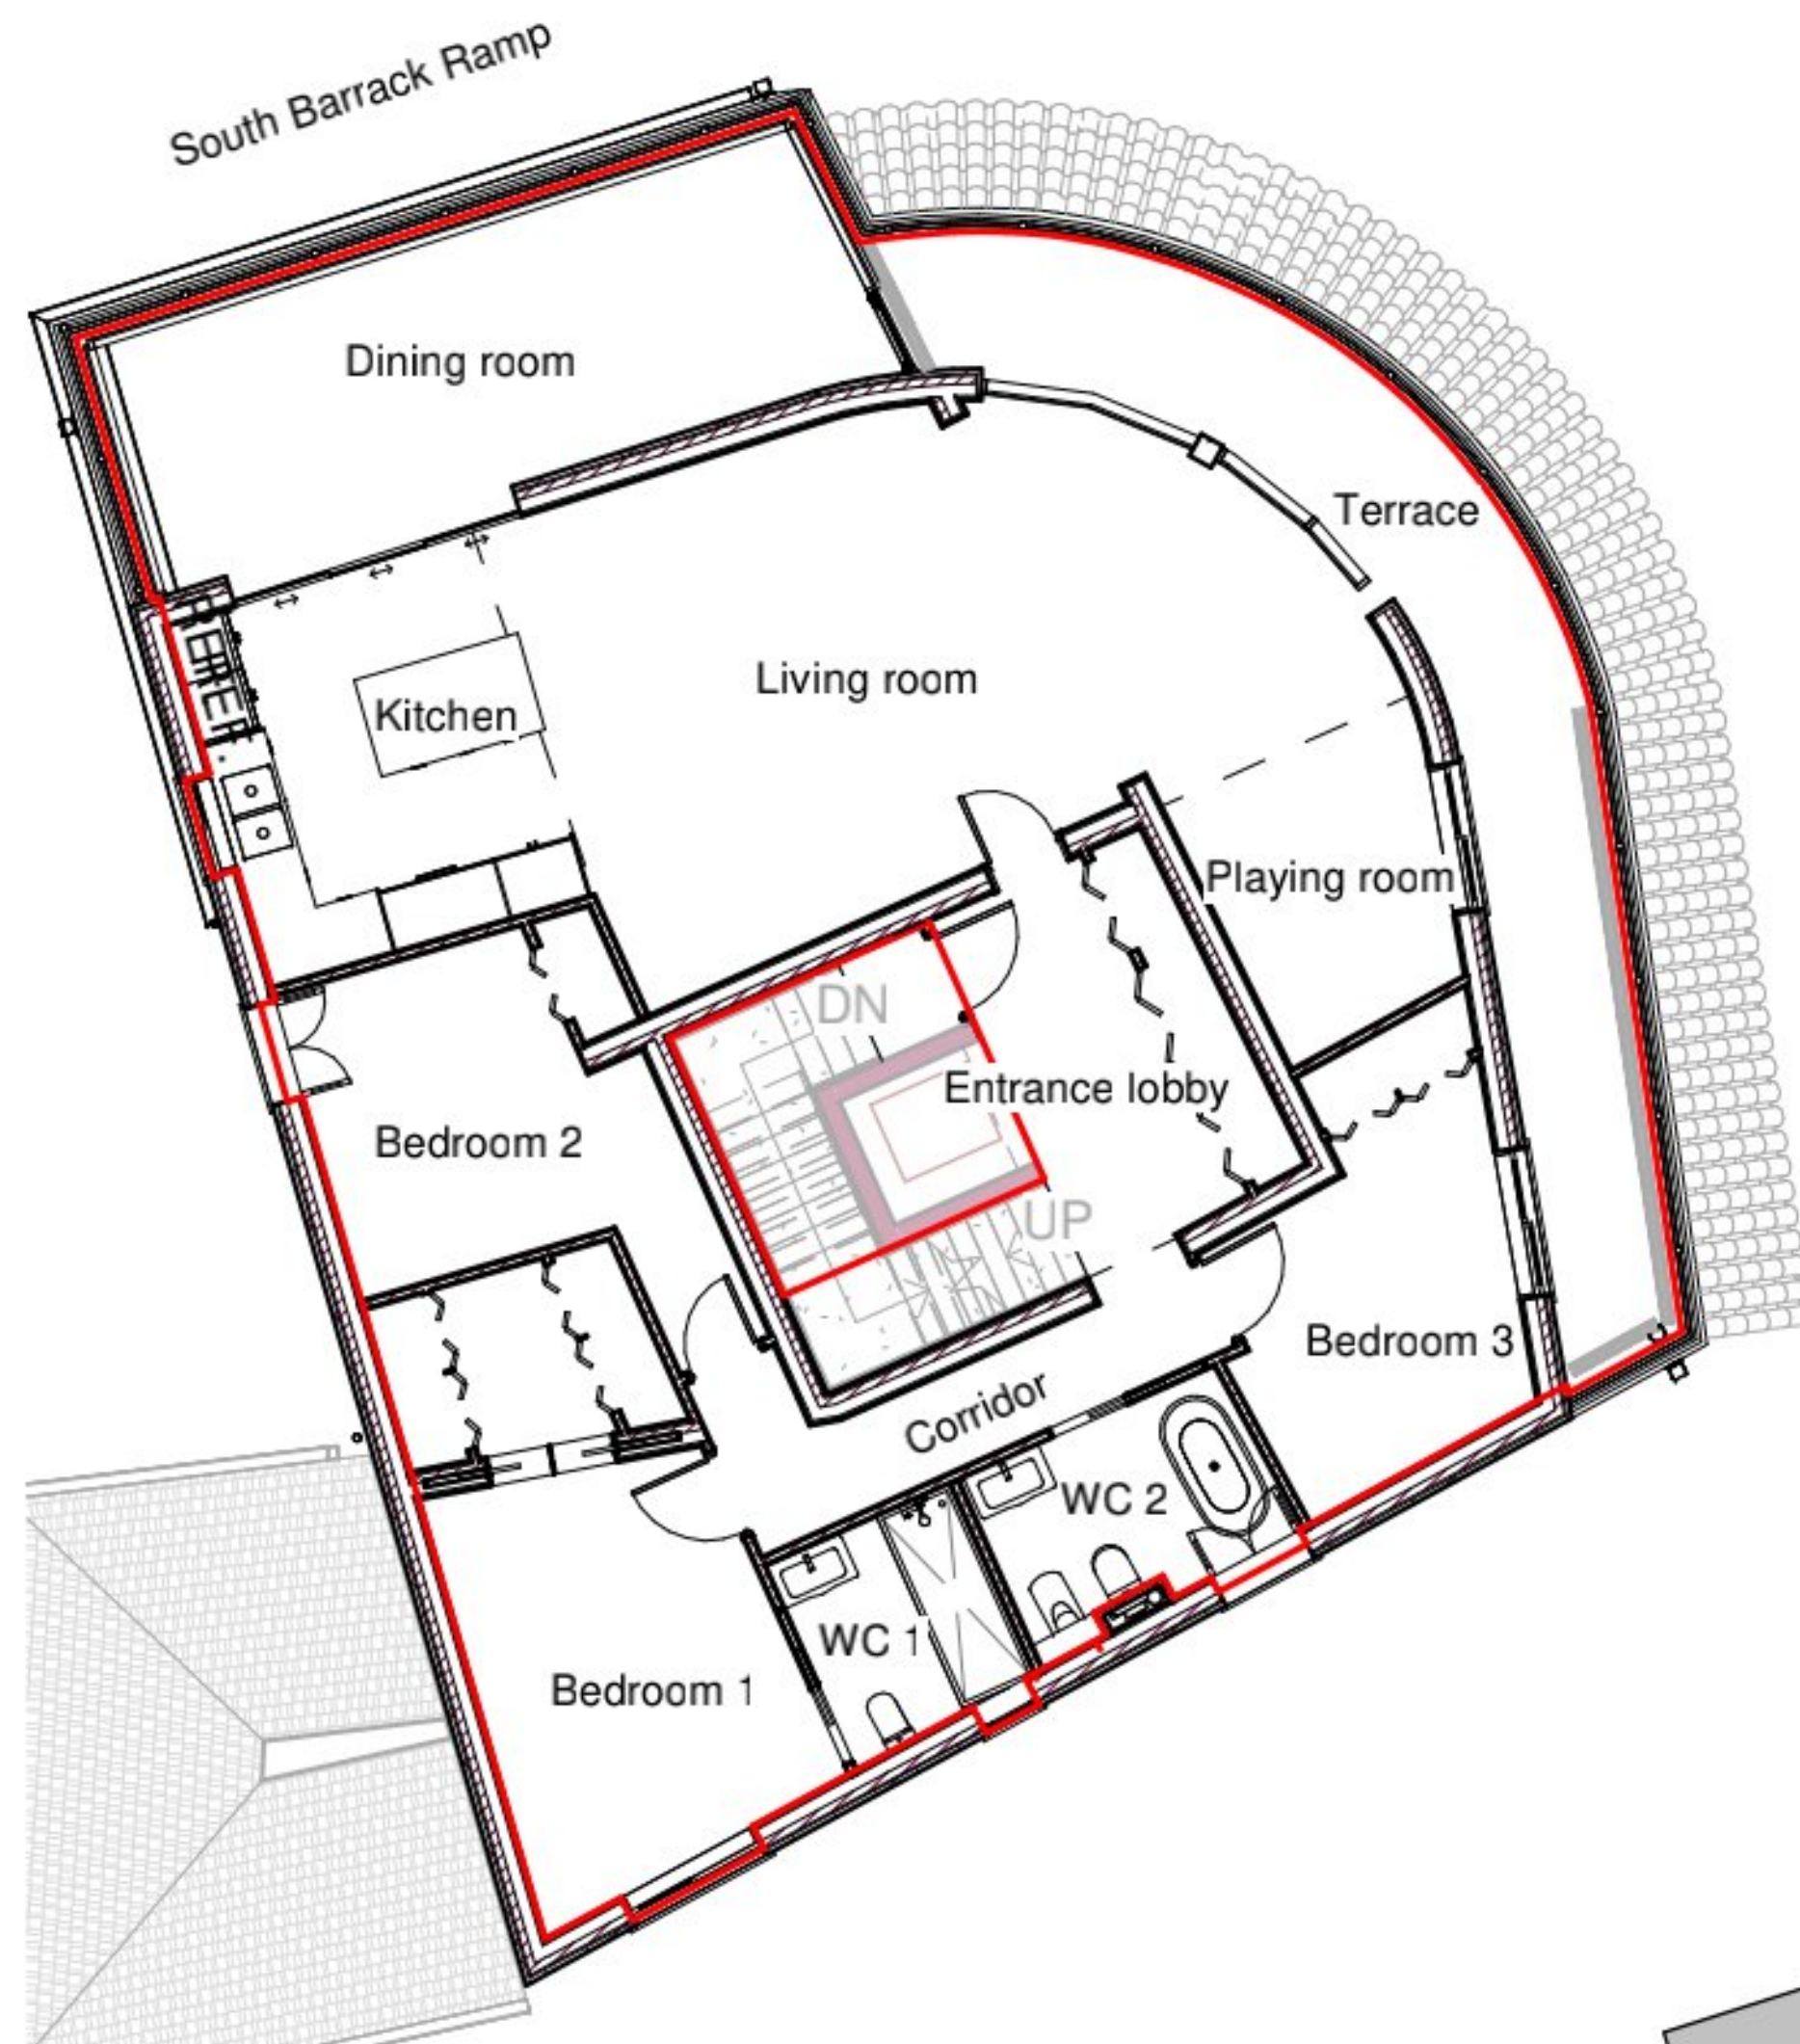 South Barrack Ramp
Dining room
Terrace
Living room
Kitchen
Playing room
DN
Entrance lobby
Bedroom 2
UP
Bedroom 3
Corridor
WC 2
WC 1
Bedroom 1